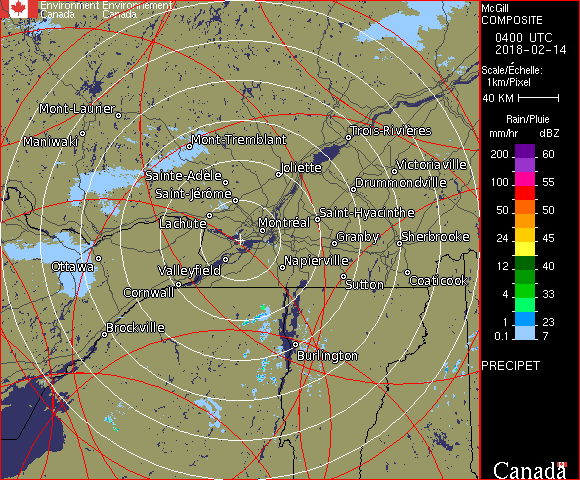 Environment Environnement
Canada Canada
McGill
COMPOSITE
0400 UTC
2018-02-14
Scale/Échelle:
1km/Pixel
40 KM
Rain/Pluie
mm/hr dBZ
200 60
100 55
50 50
24 45
12 40
4 33
1 23
0.1 7
PRECIPET
Canada
Mont-Laurier
Maniwaki
Mont-Tremblant
Trois-Rivières
Sainte-Adèle
Joliette
Victoriaville
Saint-Jérôme
Drummondville
Lachute
Montréal
Saint-Hyacinthe
Granby
Sherbrooke
Ottawa
Valleyfield
Napierville
Cornwall
Sutton
Coaticook
Brockville
Burlington